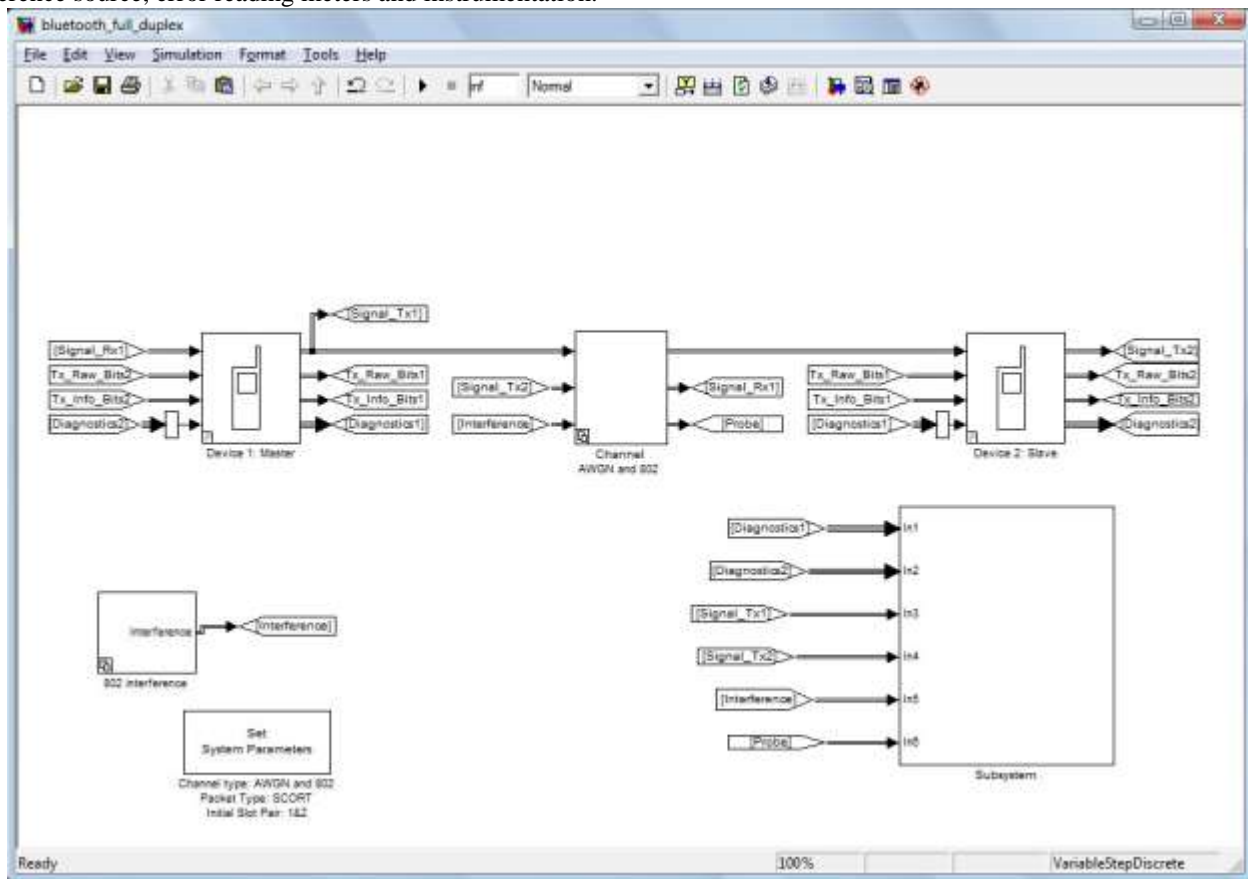 erence source, error reading meters and instrumentation.
bluetooth_full_duplex
File Edit View Simulation Format Tools Help
inf Normal
[Signal_Tx1]
[Signal_Rx1]
Tx_Raw_Bits2
Tx_Info_Bits2
[Diagnostics2]
Tx_Raw_Bits1
Tx_Info_Bits1
[Diagnostics1]
Device 1: Master
[Signal_Tx2]
[Interference]
[Signal_Rx1]
[Probe]
Channel
AWGN and 802
Tx_Raw_Bits1
Tx_Info_Bits1
[Diagnostics1]
[Signal_Tx2]
Tx_Raw_Bits2
Tx_Info_Bits2
[Diagnostics2
Device 2: Slave
[Diagnostics1] In1
[Diagnostics2] In2
[Signal_Tx1] In3
[Signal_Tx2] In4
[Interference] In5
[Probe] In6
Subsystem
Interference
[Interference]
802 Interference
Set
System Parameters
Channel type: AWGN and 802
Packet Type: SCORT
Initial Slot Pair: 1&2
Ready 100% VariableStepDiscrete